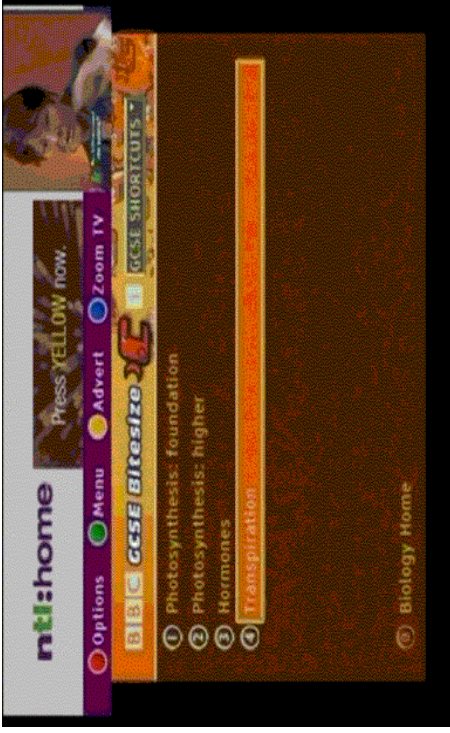 ntl:home
Press YELLOW now.
Options Menu Advert Zoom TV
BBC GCSE Bitesize GCSE SHORTCUTS
1 Photosynthesis: foundation
2 Photosynthesis: higher
3 Hormones
4 Transpiration
Biology Home